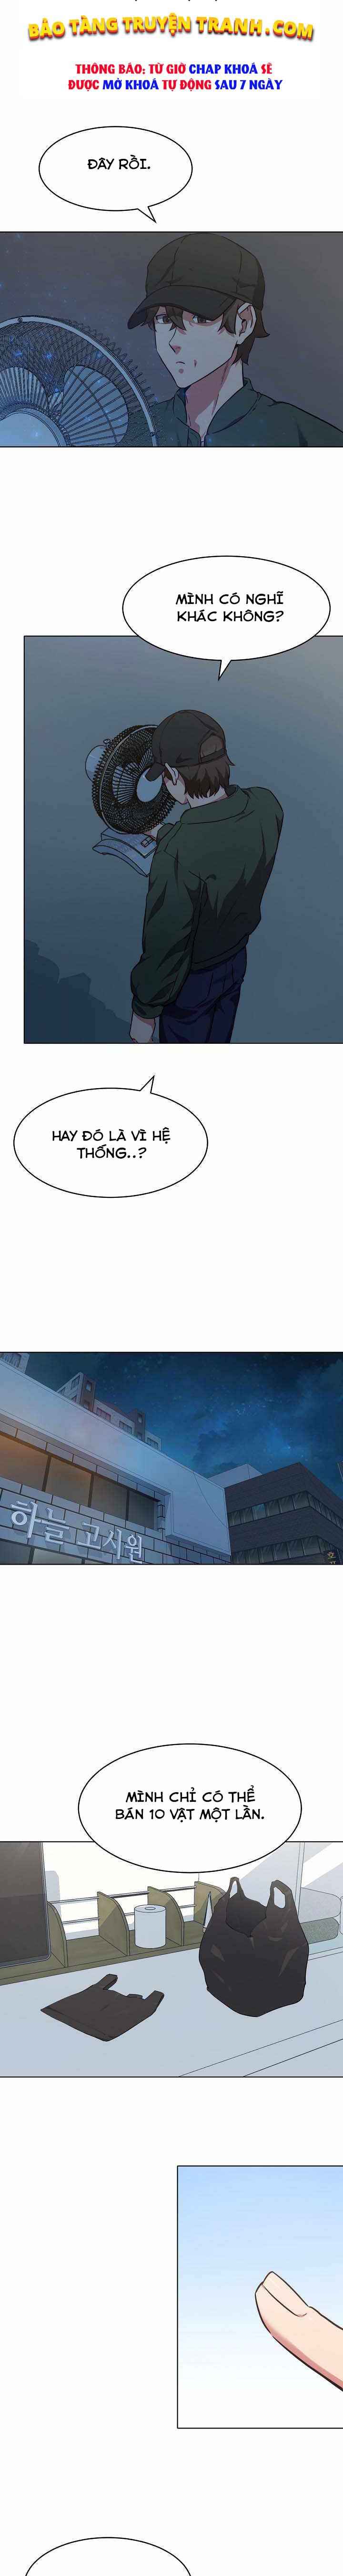 BẢO TÀNG TRUYỆN TRANH.COM
THÔNG BÁO: TỪ GIỜ CHAP KHOÁ SẼ
ĐƯỢC MỞ KHOÁ TỰ ĐỘNG SAU 7 NGÀY
ĐÂY RỒI.
MÌNH CÓ NGHĨ
KHÁC KHÔNG?
HAY ĐÓ LÀ VÌ HỆ
THỐNG..?
하늘 고시원
MÌNH CHỈ CÓ THỂ
BÁN 10 VẬT MỘT LẦN.